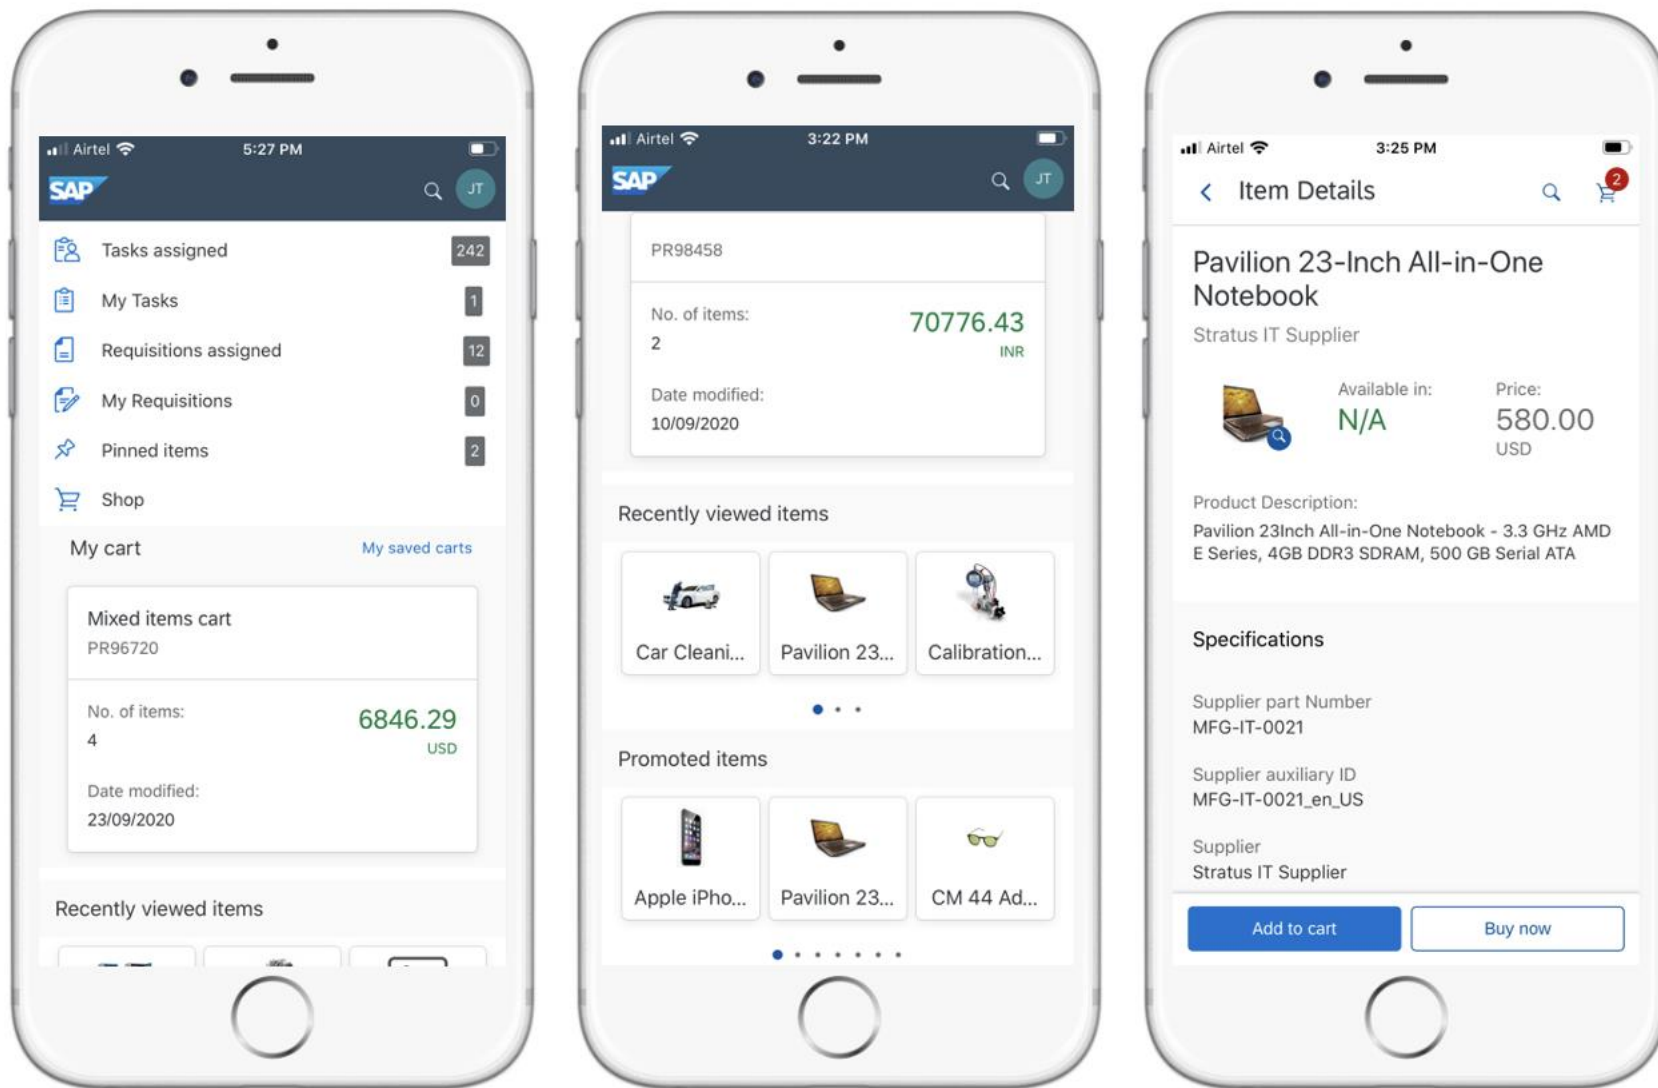 Airtel
5:27 PM
SAP
JT
Tasks assigned
242
My Tasks
1
Requisitions assigned
12
My Requisitions
0
Pinned items
2
Shop
My cart
My saved carts
Mixed items cart
PR96720
No. of items:
4
6846.29
USD
Date modified:
23/09/2020
Recently viewed items
Airtel
3:22 PM
SAP
JT
PR98458
No. of items:
2
70776.43
INR
Date modified:
10/09/2020
Recently viewed items
Car Cleani...
Pavilion 23...
Calibration...
Promoted items
Apple iPho...
Pavilion 23...
CM 44 Ad...
Airtel
3:25 PM
Item Details
2
Pavilion 23-Inch All-in-One
Notebook
Stratus IT Supplier
Available in:
N/A
Price:
580.00
USD
Product Description:
Pavilion 23Inch All-in-One Notebook - 3.3 GHz AMD
E Series, 4GB DDR3 SDRAM, 500 GB Serial ATA
Specifications
Supplier part Number
MFG-IT-0021
Supplier auxiliary ID
MFG-IT-0021_en_US
Supplier
Stratus IT Supplier
Add to cart
Buy now